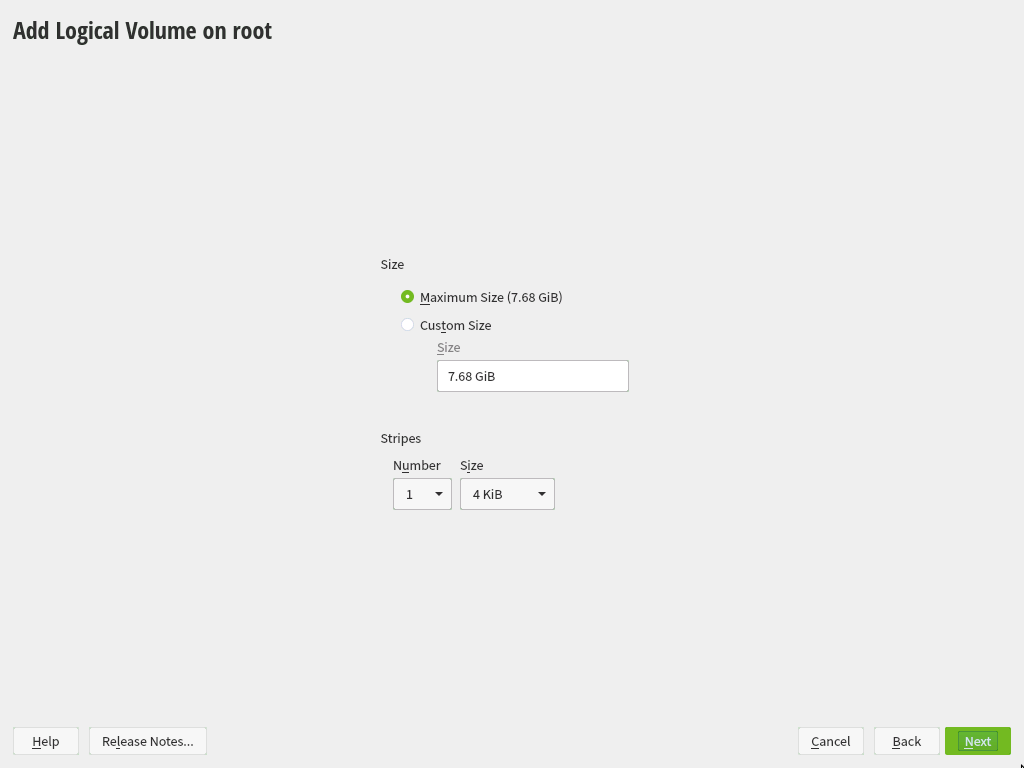 Add Logical Volume on root
Size
Maximum Size (7.68 GiB)
Custom Size
Size
7.68 GiB
Stripes
Number Size
1 4 KiB
Help Release Notes... Cancel Back Next